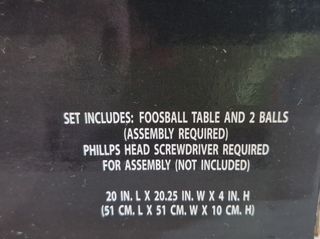 SET INCLUDES: FOOSBALL TABLE AND 2 BALLS
(ASSEMBLY REQUIRED)
PHILLPS HEAD SCREWDRIVER REQUIRED
FOR ASSEMBLY (NOT INCLUDED)
20 IN. L X 20.25 IN. W X 4 IN. H
(51 CM. L X 51 CM. W X 10 CM. H)